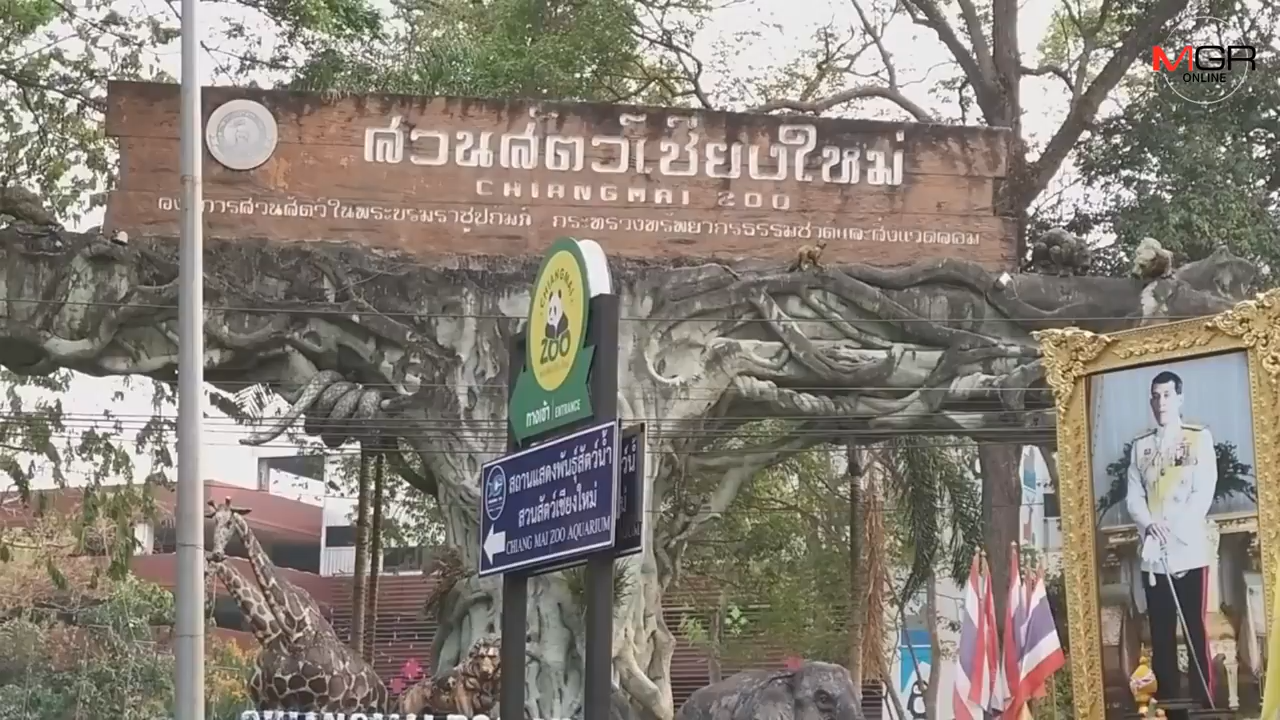 MGR
ONLINE
สวนสัตว์เชียงใหม่
CHIANGMAI ZOO
การสวนสัตว์ในพระบรมราชูปถัมภ์ กระทรวงทรัพยากรธรรมชาติและสิ่งแวดล้อม
CHIANGMAI
ZOO
ทางเข้า | ENTRANCE
สถานแสดงพันธุ์สัตว์น้ำ
สวนสัตว์เชียงใหม่
CHIANG MAI ZOO AQUARIUM